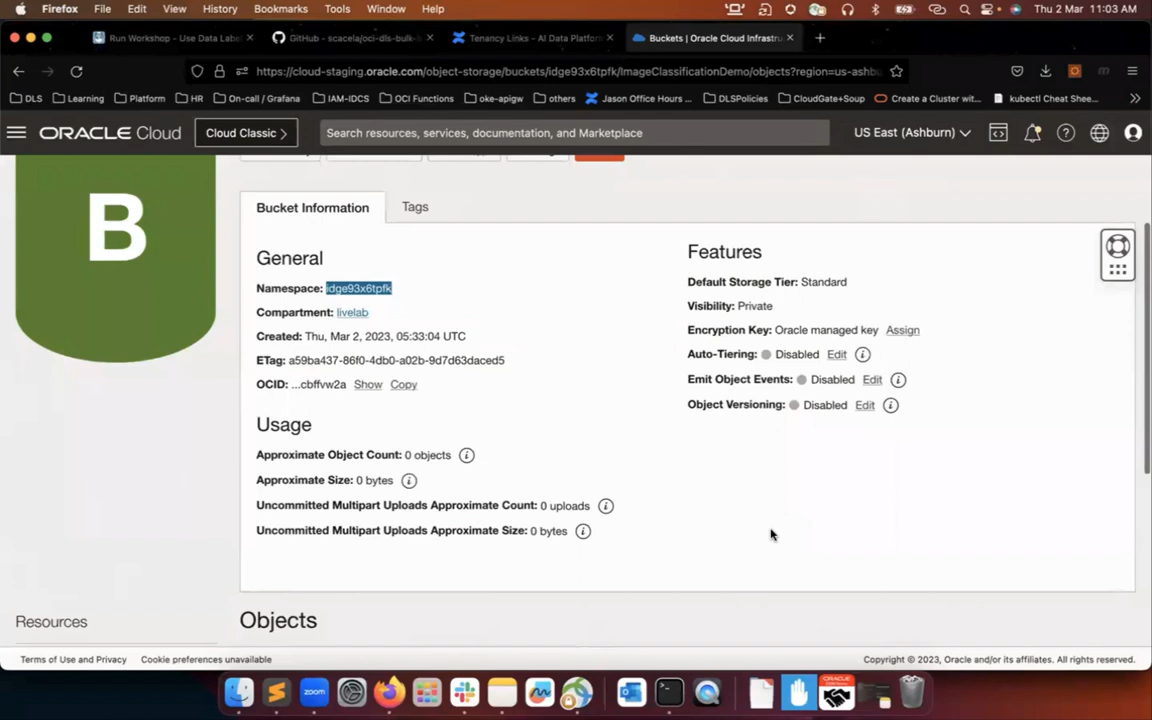 Firefox File Edit View History Bookmarks Tools Window Help Thu 2 Mar 11:03 AM
Run Workshop - Use Data Labe GitHub - scacela/oci-dls-bulk-l Tenancy Links - AI Data Platform Buckets | Oracle Cloud Infrastru
https://cloud-staging.oracle.com/object-storage/buckets/idge93x6tpfk/ImageClassificationDemo/objects?region=us-ashb
DLS Learning Platform HR On-call / Grafana IAM-IDCS OCI Functions oke-apigw others Jason Office Hours ... DLSPolicies CloudGate+Soup Create a Cluster wit... kubectl Cheat Shee...
ORACLE Cloud Cloud Classic Search resources, services, documentation, and Marketplace US East (Ashburn)
B
Bucket Information Tags
General
Namespace: idge93x6tpfk
Compartment: livelab
Created: Thu, Mar 2, 2023, 05:33:04 UTC
ETag: a59ba437-86f0-4db0-a02b-9d7d63daced5
OCID: ...cbffvw2a Show Copy
Usage
Approximate Object Count: 0 objects
Approximate Size: 0 bytes
Uncommitted Multipart Uploads Approximate Count: 0 uploads
Uncommitted Multipart Uploads Approximate Size: 0 bytes
Features
Default Storage Tier: Standard
Visibility: Private
Encryption Key: Oracle managed key Assign
Auto-Tiering: Disabled Edit
Emit Object Events: Disabled Edit
Object Versioning: Disabled Edit
Resources
Objects
Terms of Use and Privacy Cookie preferences unavailable Copyright © 2023, Oracle and/or its affiliates. All rights reserved.
zoom
ORACLE